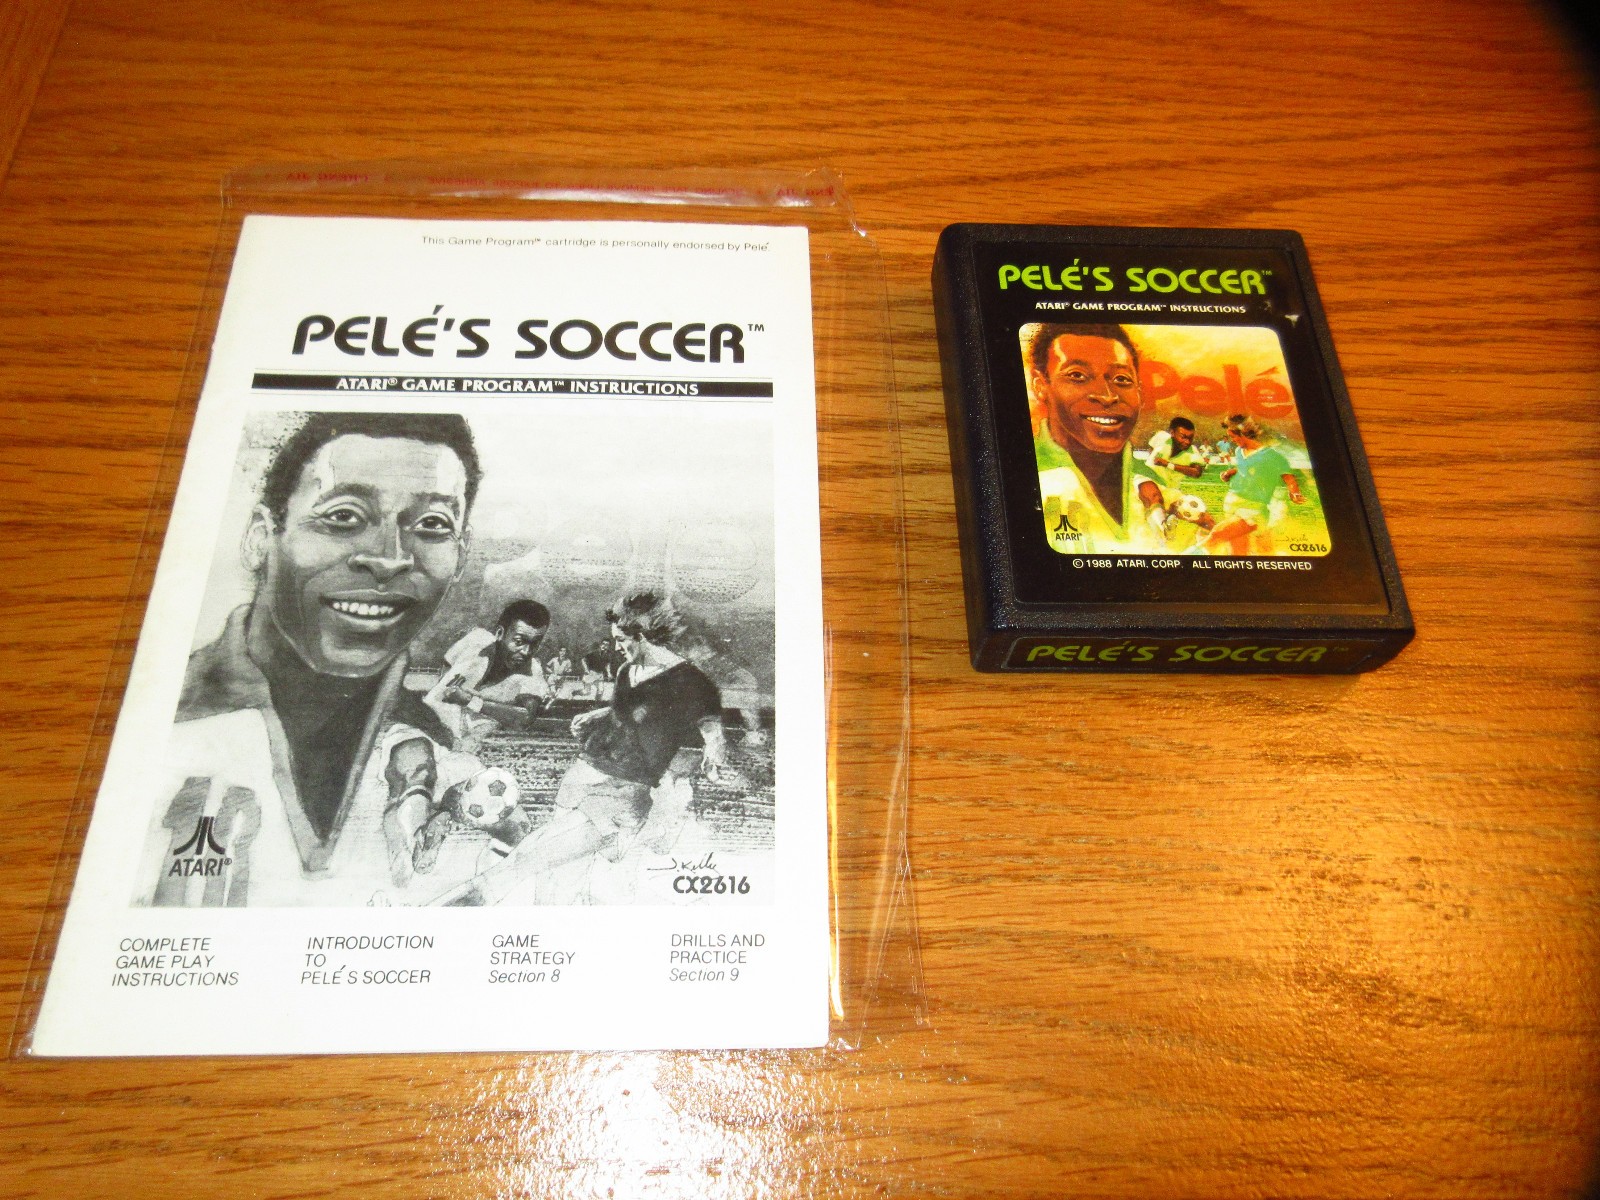 This Game Program™ cartridge is personally endorsed by Pelé
PELÉ'S SOCCER™
ATARI® GAME PROGRAM™ INSTRUCTIONS
ATARI®
CX2616
COMPLETE
GAME PLAY
INSTRUCTIONS
INTRODUCTION
TO
PELÉ'S SOCCER
GAME
STRATEGY
Section 8
DRILLS AND
PRACTICE
Section 9
PELÉ'S SOCCER™
ATARI® GAME PROGRAM™ INSTRUCTIONS
Pelé
10
ATARI®
CX2616
© 1988 ATARI, CORP. ALL RIGHTS RESERVED
PELÉ'S SOCCER™